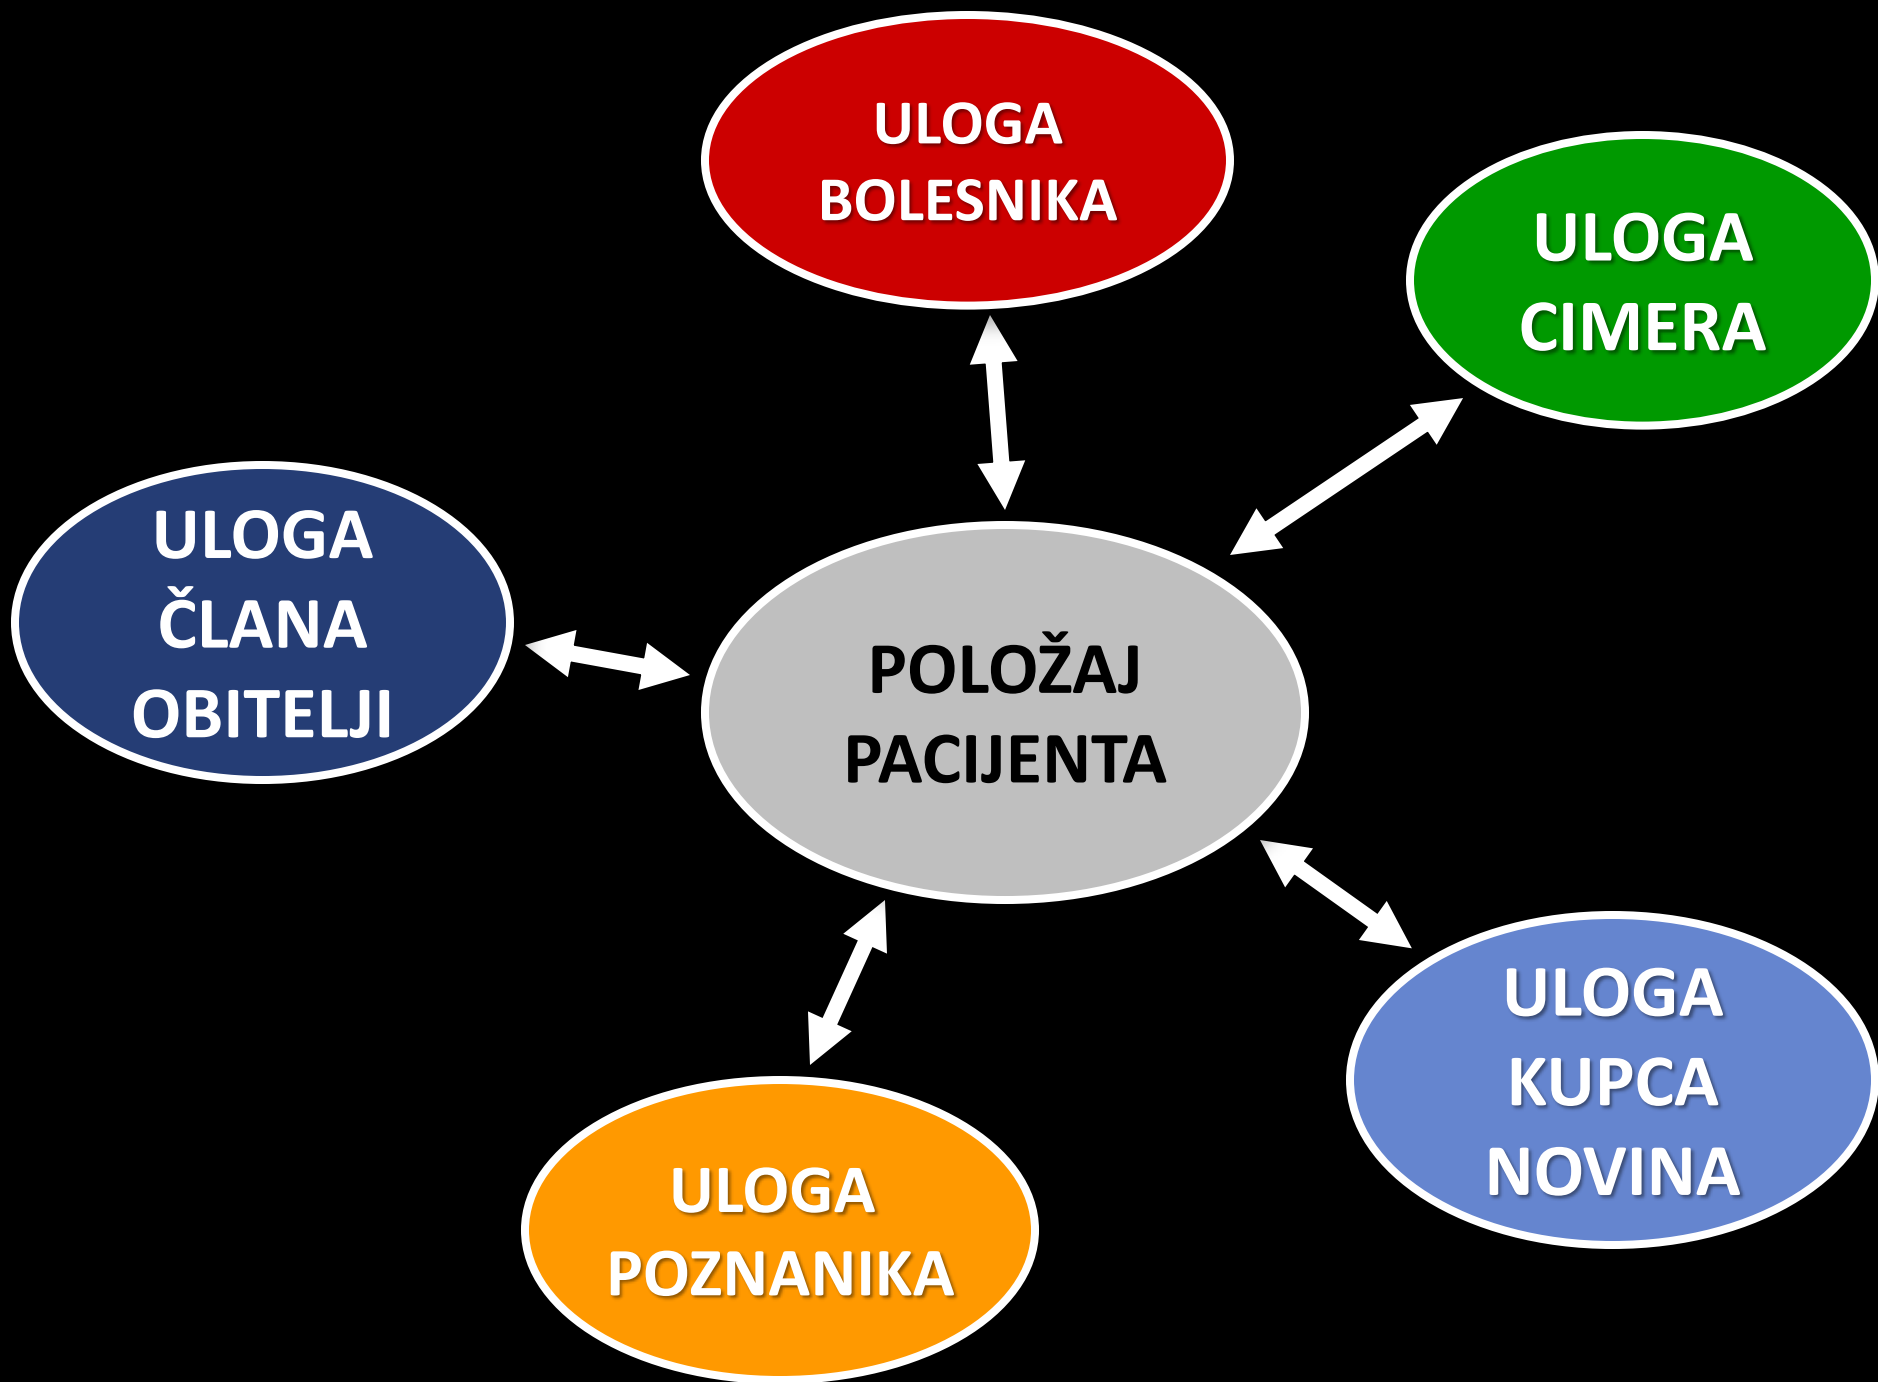 ULOGA
BOLESNIKA
ULOGA
CIMERA
ULOGA
ČLANA
OBITELJI
POLOŽAJ
PACIJENTA
ULOGA
KUPCA
NOVINA
ULOGA
POZNANIKA